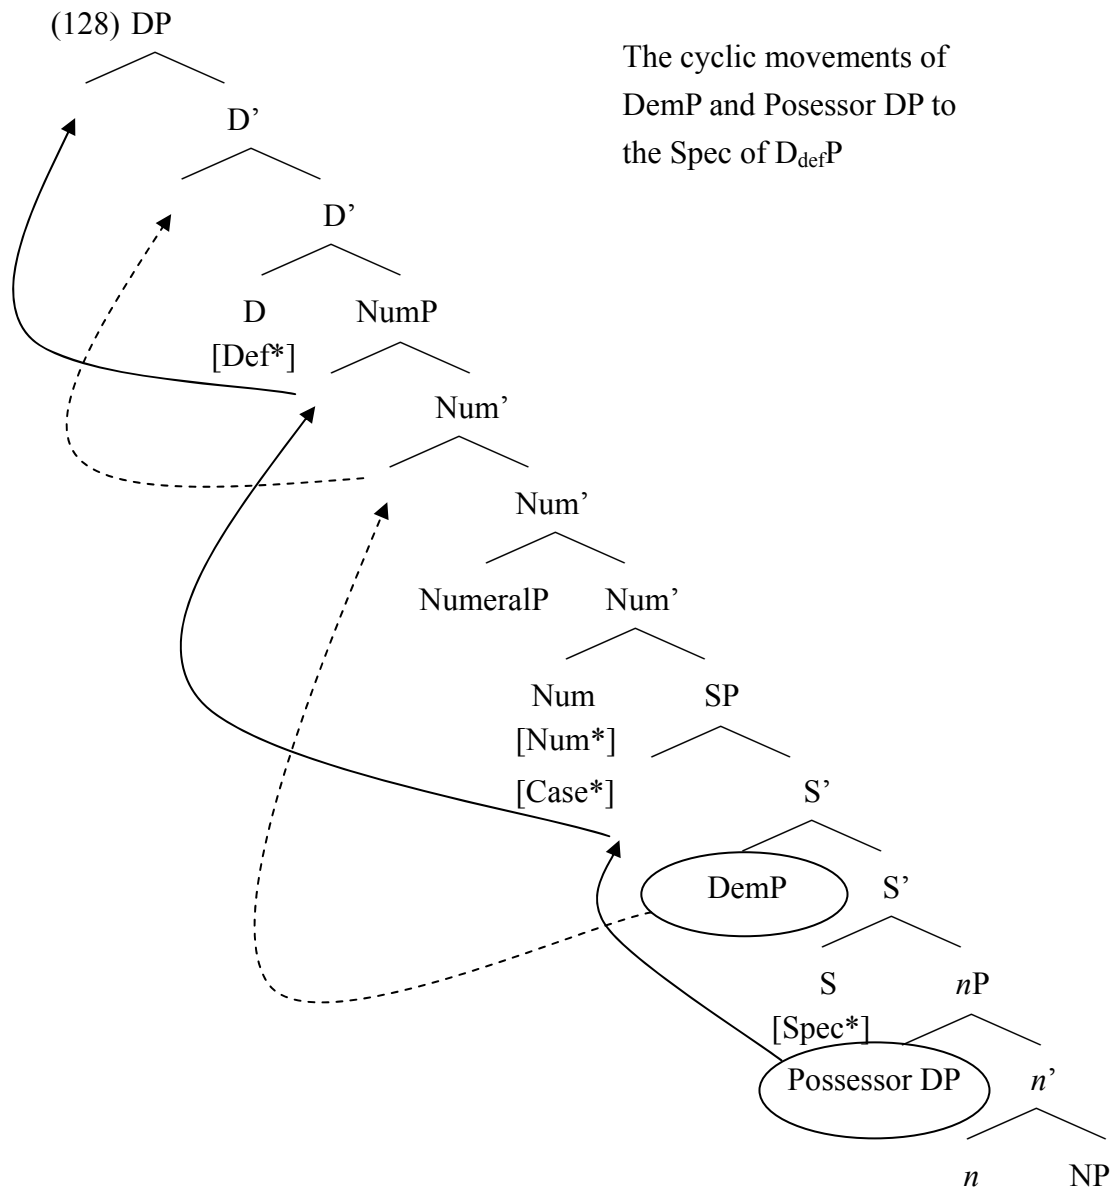 (128) DP
The cyclic movements of
DemP and Posessor DP to
the Spec of DdefP
D’
D’
D NumP
[Def*]
Num’
Num’
NumeralP Num’
Num SP
[Num*]
[Case*] S’
DemP S’
S nP
[Spec*]
Possessor DP n’
n NP